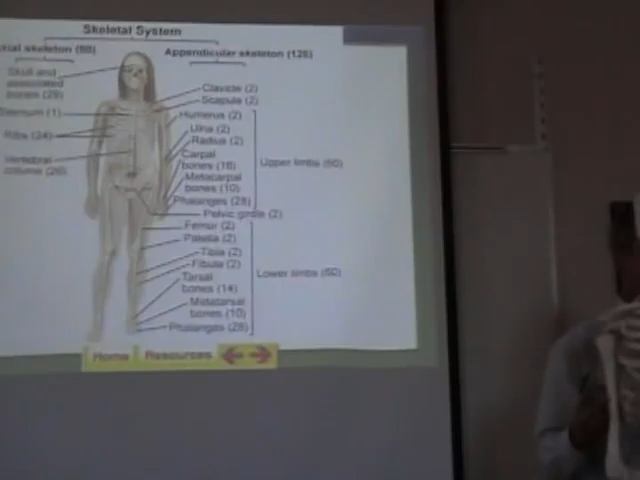 Skeletal System
rial skeleton (80)
Appendicular skeleton (126)
Skull and
associated
bones (29)
Sternum (1)
Ribs (24)
Vertebral
column (26)
Clavicle (2)
Scapula (2)
Humerus (2)
Ulna (2)
Radius (2)
Carpal
bones (16)
Metacarpal
bones (10)
Phalanges (28)
Upper limbs (60)
Pelvic girdle (2)
Femur (2)
Patella (2)
Tibia (2)
Fibula (2)
Tarsal
bones (14)
Metatarsal
bones (10)
Phalanges (28)
Lower limbs (60)
Home
Resources